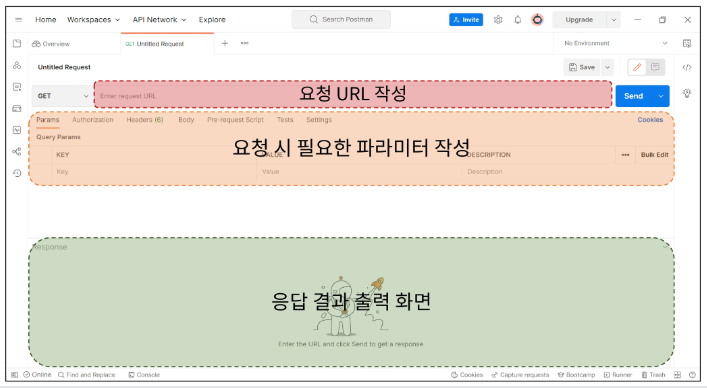 Home Workspaces API Network Explore Search Postman Invite Upgrade
Overview GET Untitled Request + ••• No Environment
Untitled Request Save
GET Enter request URL 요청 URL 작성 Send
Params Authorization Headers (6) Body Pre-request Script Tests Settings Cookies
Query Params
요청 시 필요한 파라미터 작성
KEY VALUE DESCRIPTION ••• Bulk Edit
Key Value Description
Response
응답 결과 출력 화면
Enter the URL and click Send to get a response
Online Find and Replace Console Cookies Capture requests Bootcamp Runner Trash